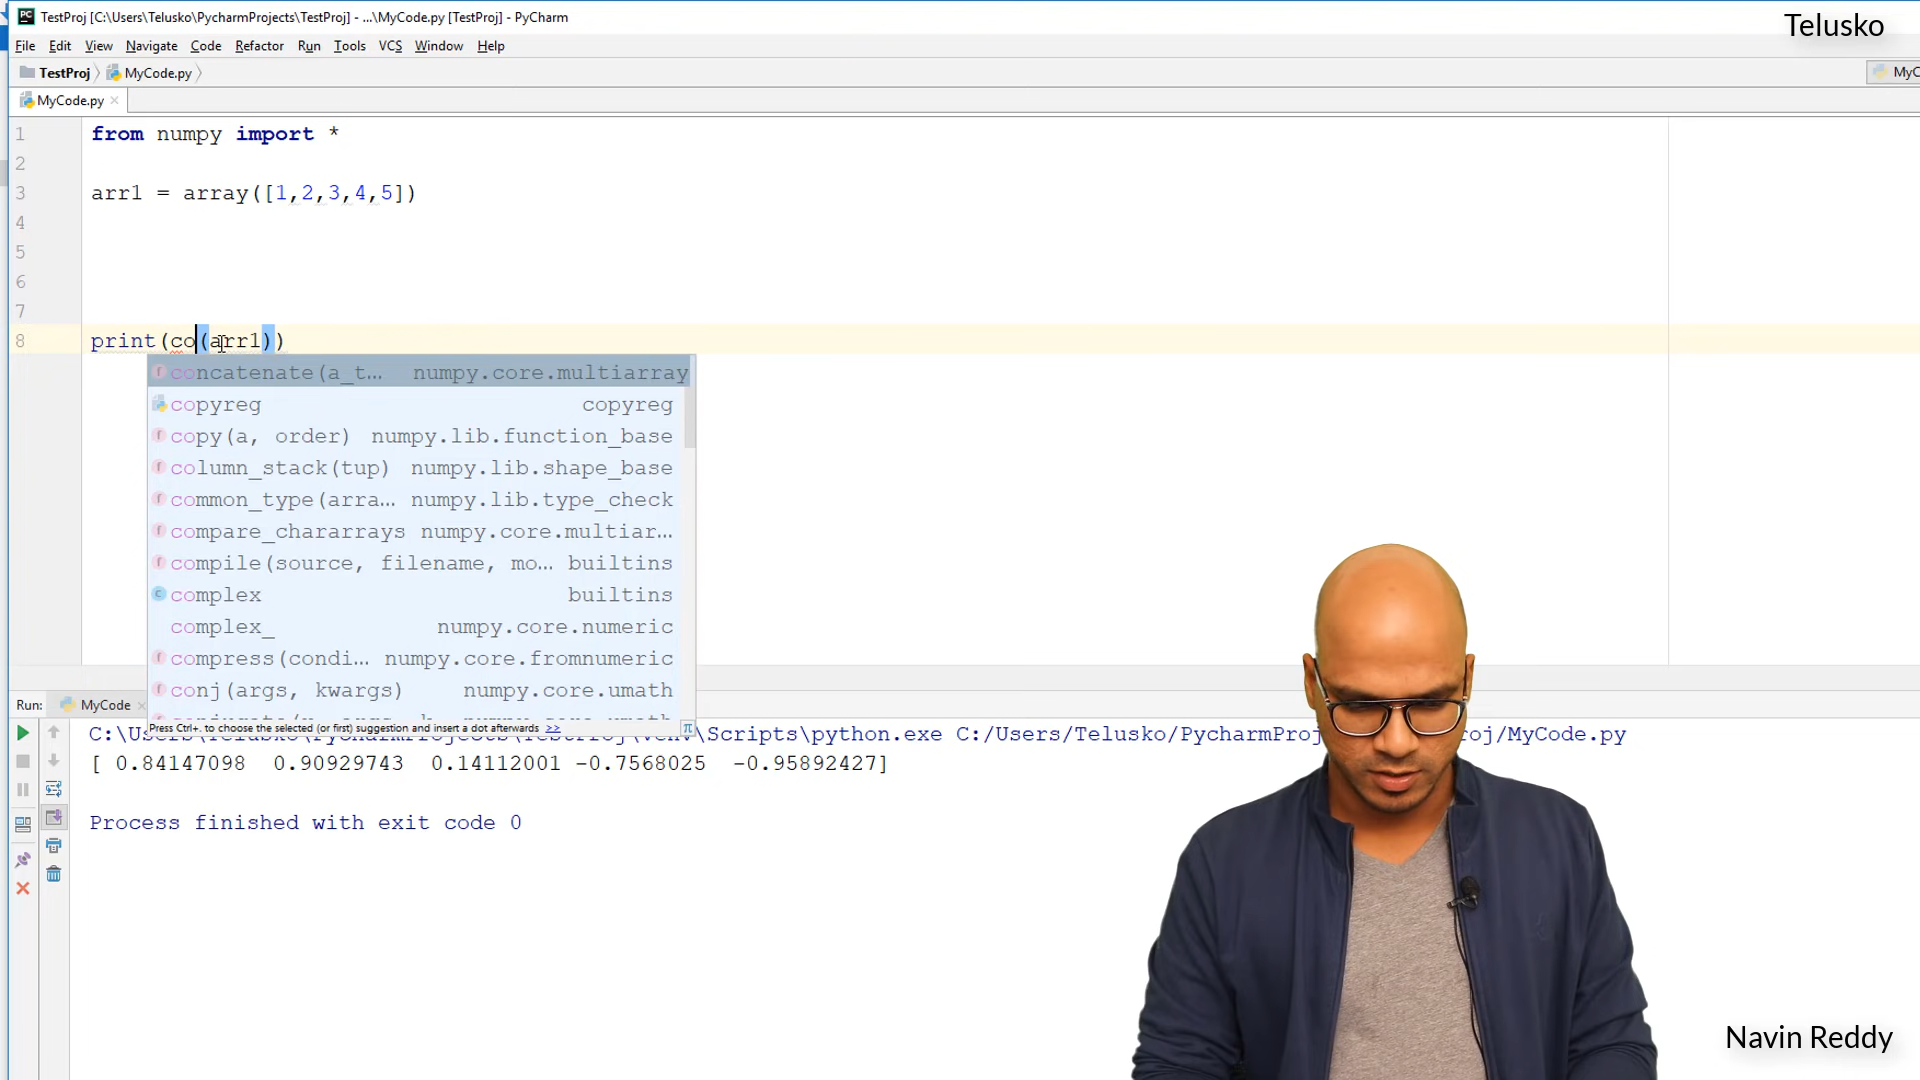 TestProj [C:\Users\Telusko\PycharmProjects\TestProj] - ...\MyCode.py [TestProj] - PyCharm
Telusko
File Edit View Navigate Code Refactor Run Tools VCS Window Help
TestProj MyCode.py
MyC
MyCode.py
1 from numpy import *
2
3 arr1 = array([1,2,3,4,5])
4
5
6
7
8 print(co(arr1))
concatenate(a_t... numpy.core.multiarray
copyreg copyreg
copy(a, order) numpy.lib.function_base
column_stack(tup) numpy.lib.shape_base
common_type(arra... numpy.lib.type_check
compare_chararrays numpy.core.multiar...
compile(source, filename, mo... builtins
complex builtins
complex_ numpy.core.numeric
compress(condi... numpy.core.fromnumeric
conj(args, kwargs) numpy.core.umath
Press Ctrl+. to choose the selected (or first) suggestion and insert a dot afterwards >>
Run: MyCode
C:\Users\Telusko\PycharmProjects\TestProj\venv\Scripts\python.exe C:/Users/Telusko/PycharmProj oj/MyCode.py
[ 0.84147098 0.90929743 0.14112001 -0.7568025 -0.95892427]
Process finished with exit code 0
Navin Reddy